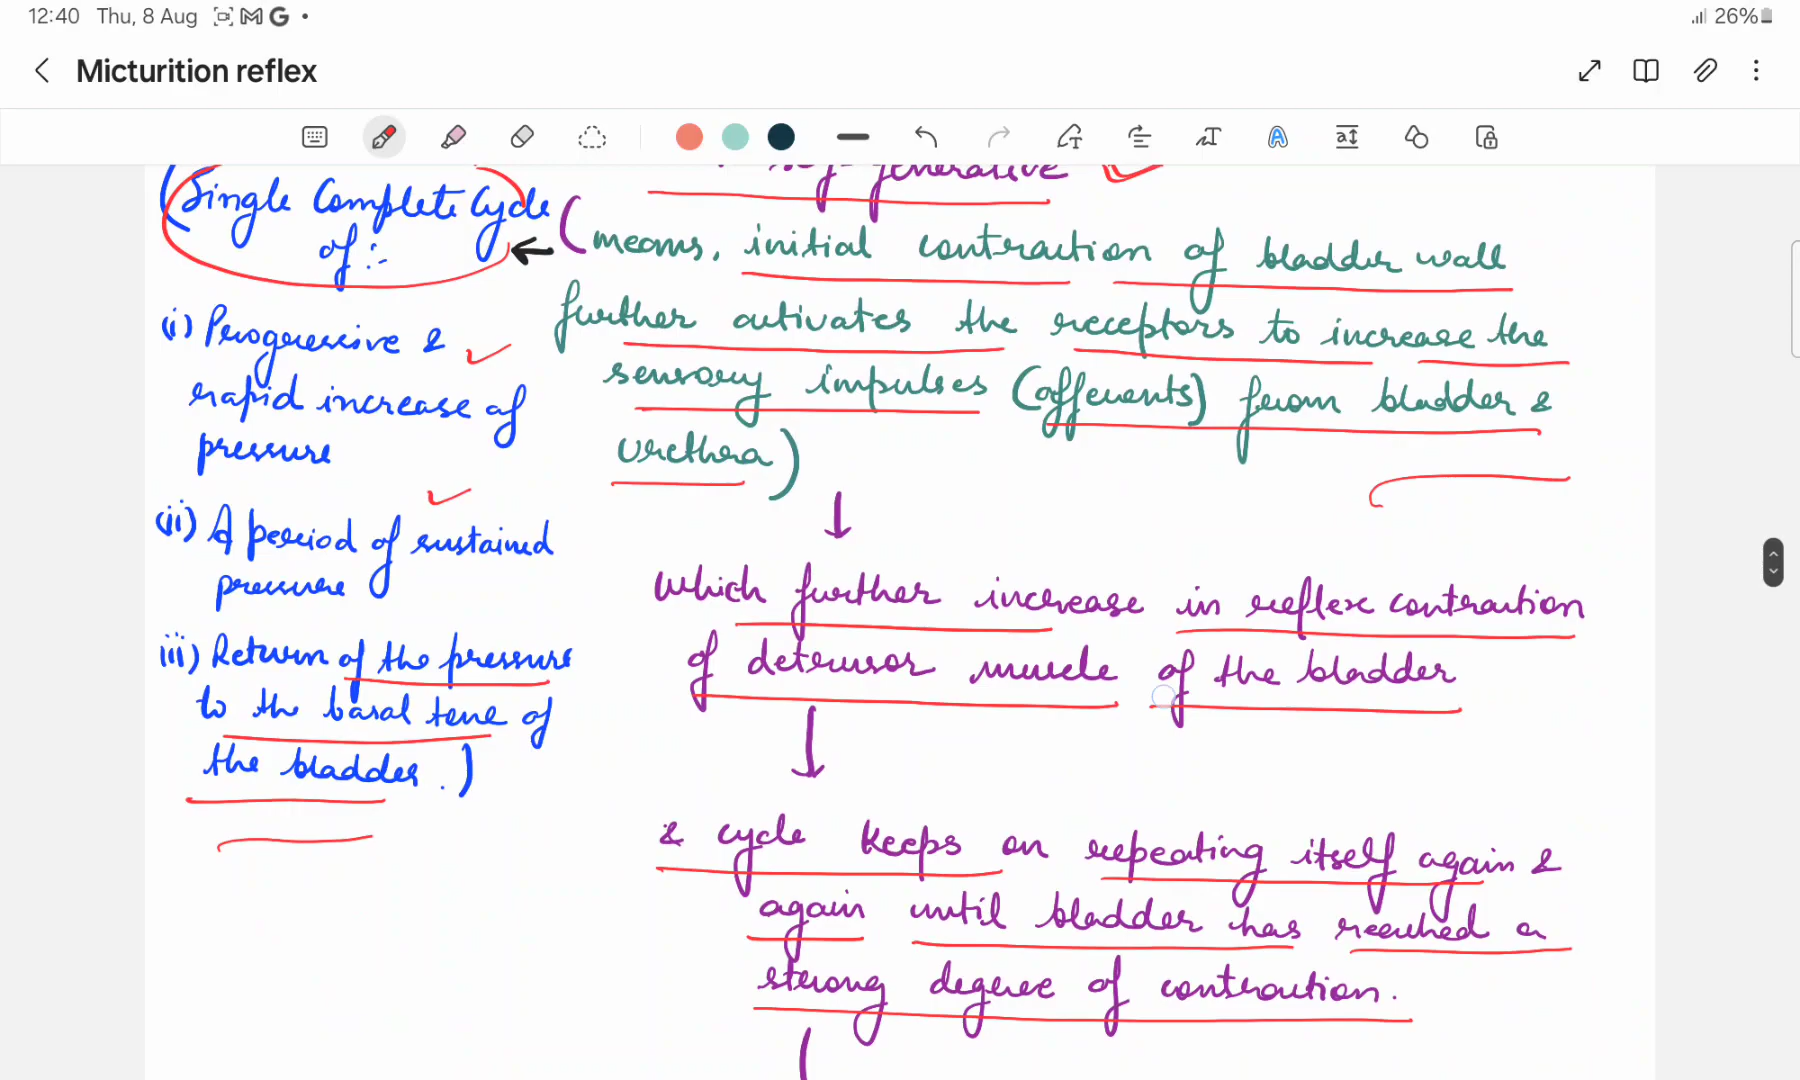 12:40 Thu, 8 Aug
26%
Micturition reflex
self-generative
(Single Complete Cycle
of :-
(i) Progressive &
rapid increase of
pressure
(ii) A period of sustained
pressure
iii) Return of the pressure
to the basal tone of
the bladder.)
(means, initial contraction of bladder wall
further activates the receptors to increase the
sensory impulses (afferents) from bladder &
urethra)
which further increase in reflex contraction
of detrusor muscle of the bladder
& cycle keeps on repeating itself again &
again until bladder has reached a
strong degree of contraction.